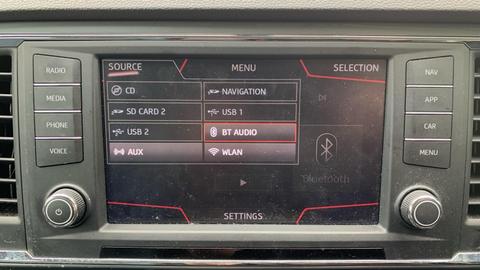 RADIO
MEDIA
PHONE
VOICE
SOURCE MENU SELECTION
CD NAVIGATION
SD CARD 2 USB 1
USB 2 BT AUDIO
AUX WLAN
Bluetooth
SETTINGS
NAV
APP
CAR
MENU